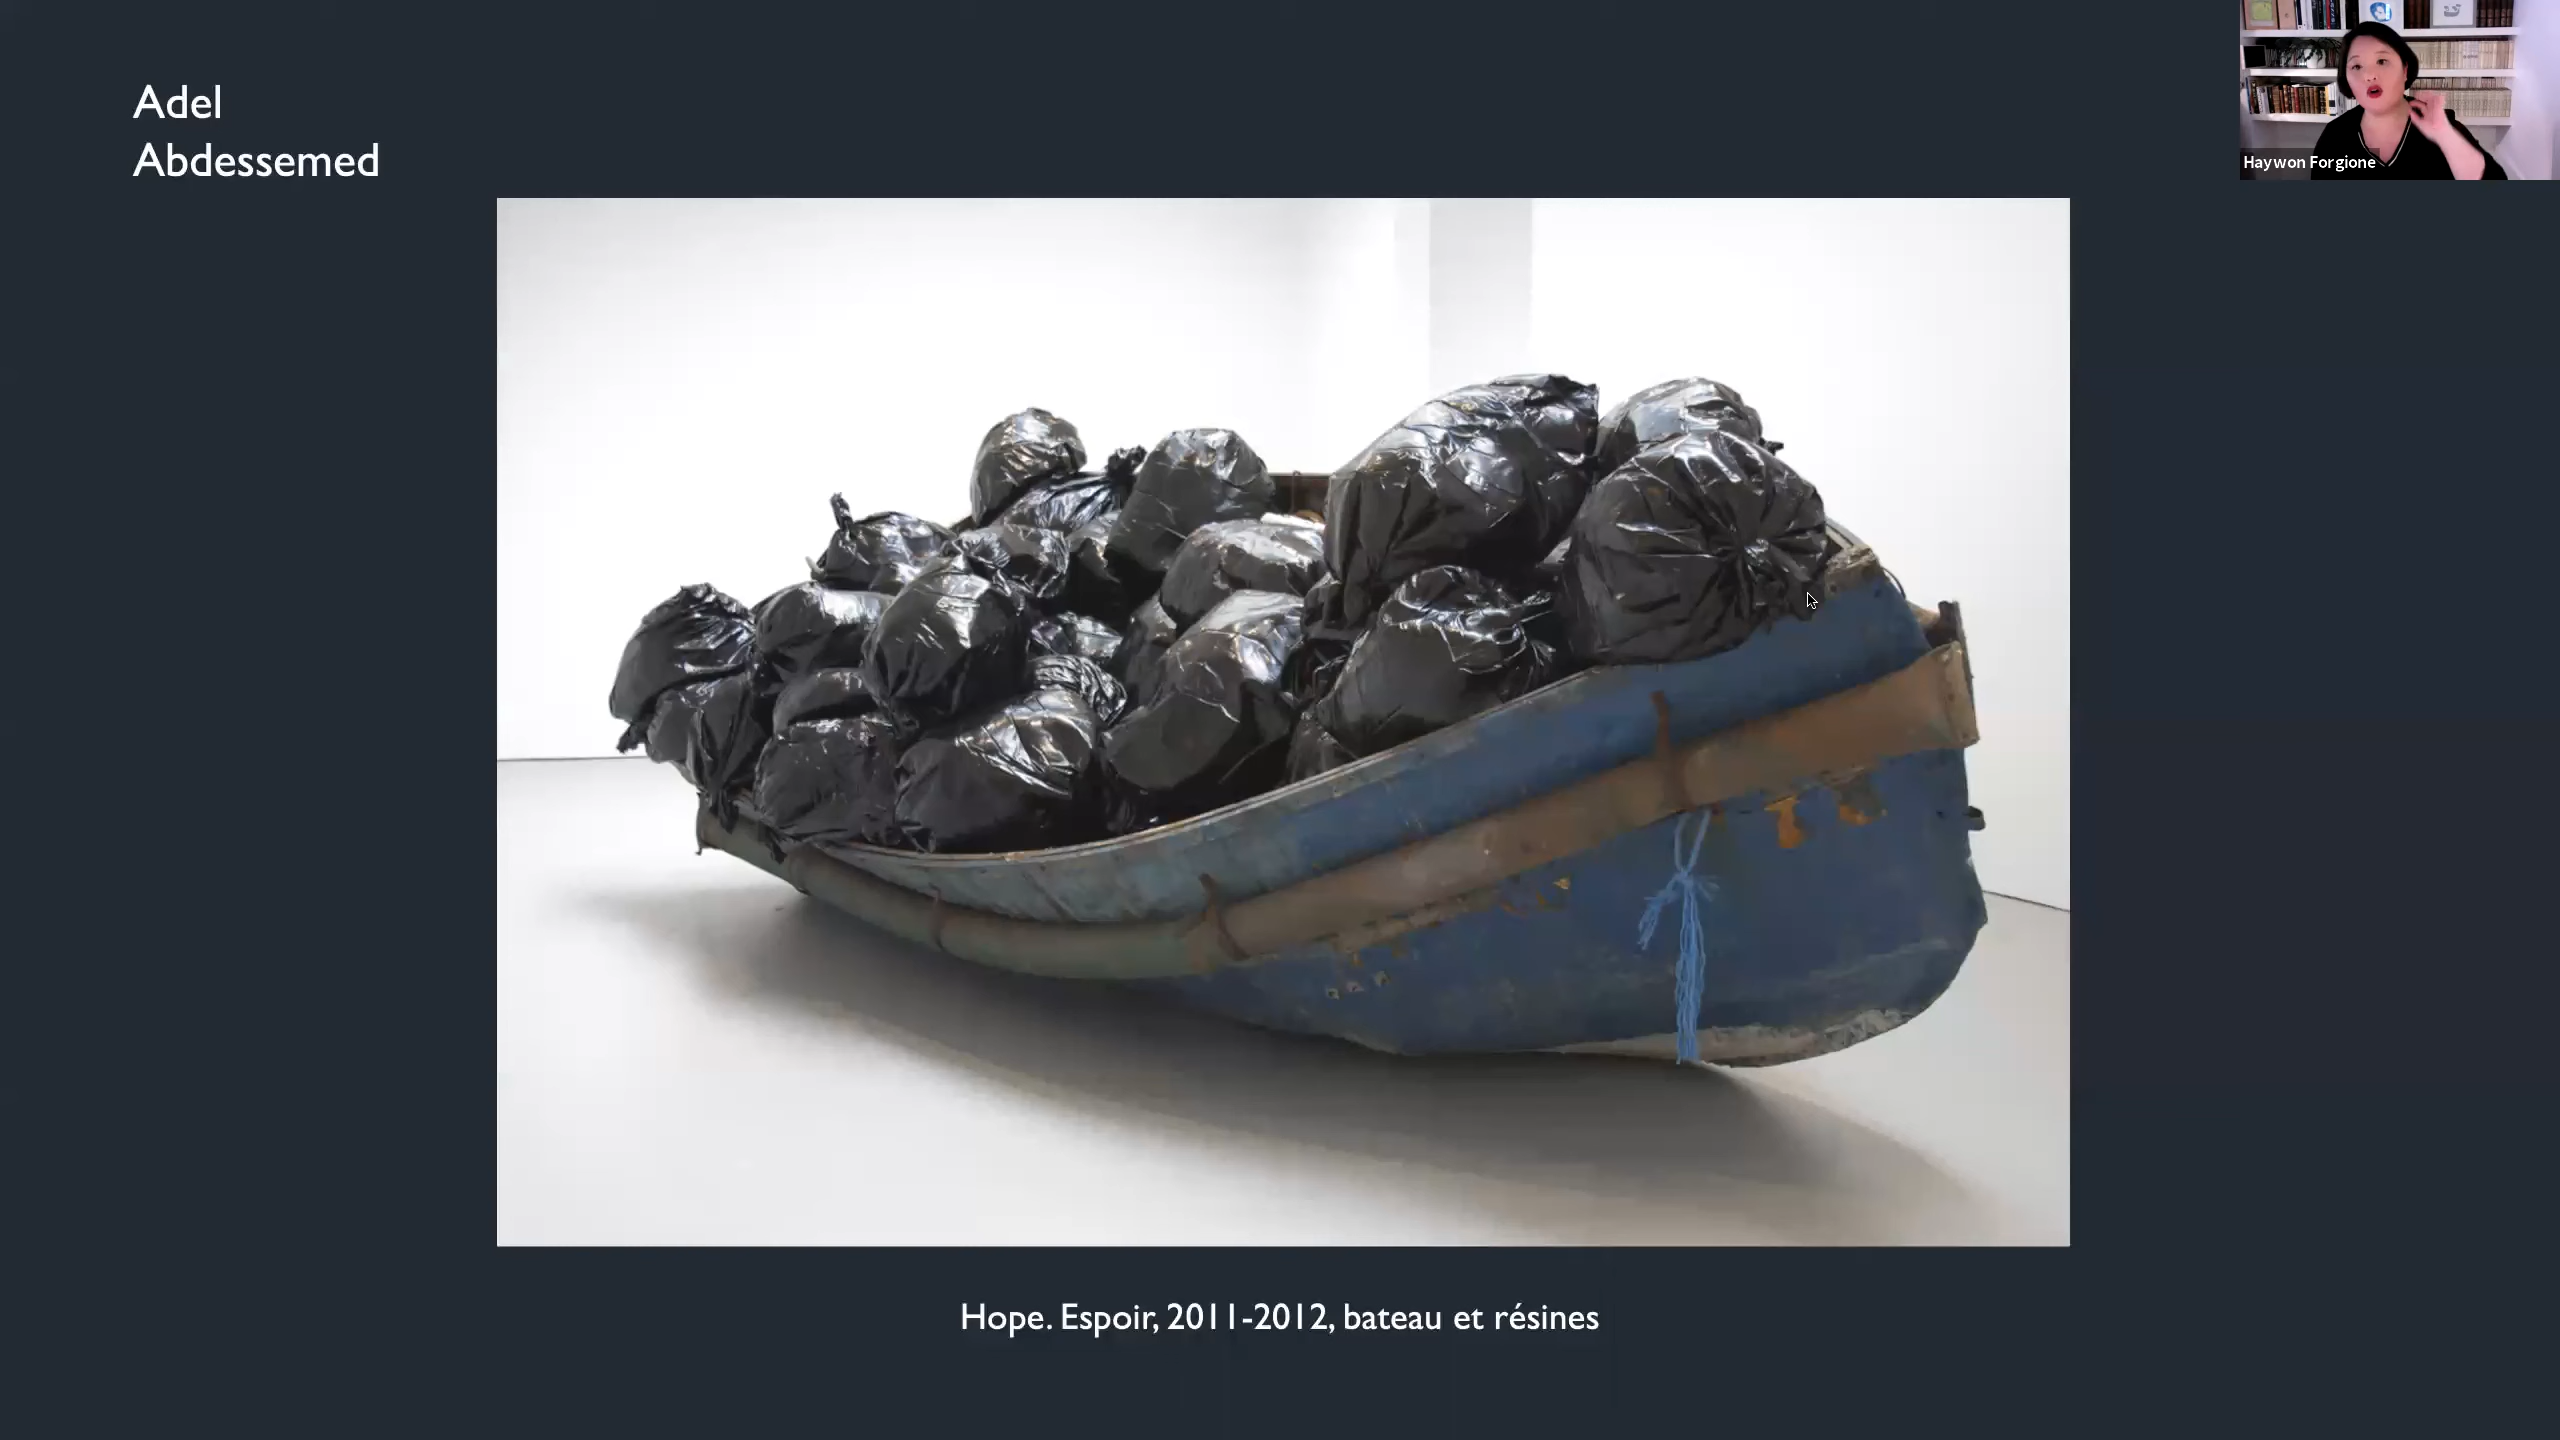 Adel
Abdessemed
Haywon Forgione
Hope. Espoir, 2011-2012, bateau et résines